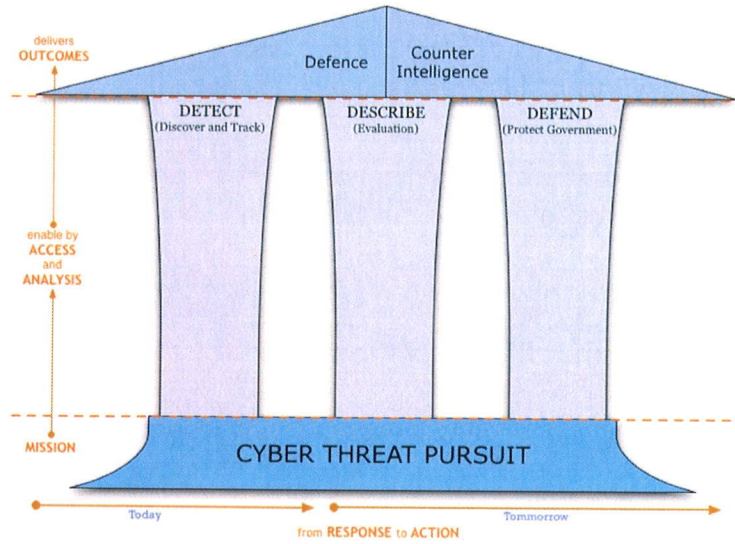 delivers
OUTCOMES
Defence
Counter
Intelligence
DETECT
(Discover and Track)
DESCRIBE
(Evaluation)
DEFEND
(Protect Government)
enable by
ACCESS
and
ANALYSIS
MISSION
CYBER THREAT PURSUIT
Today
Tommorrow
from RESPONSE to ACTION